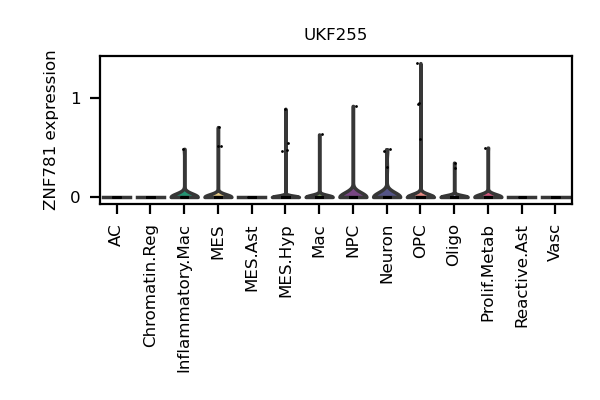 UKF255
ZNF781 expression
1
0
AC
Chromatin.Reg
Inflammatory.Mac
MES
MES.Ast
MES.Hyp
Mac
NPC
Neuron
OPC
Oligo
Prolif.Metab
Reactive.Ast
Vasc